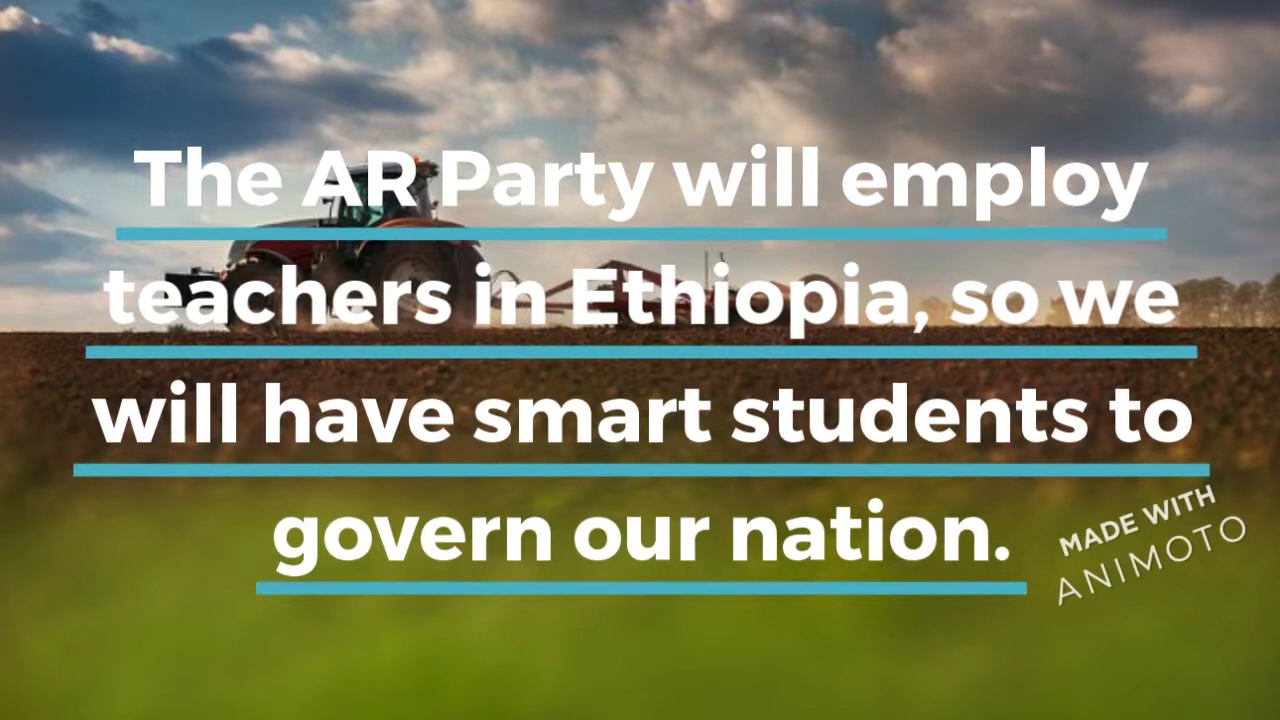 The AR Party will employ
teachers in Ethiopia, so we
will have smart students to
govern our nation.
MADE WITH
ANIMOTO